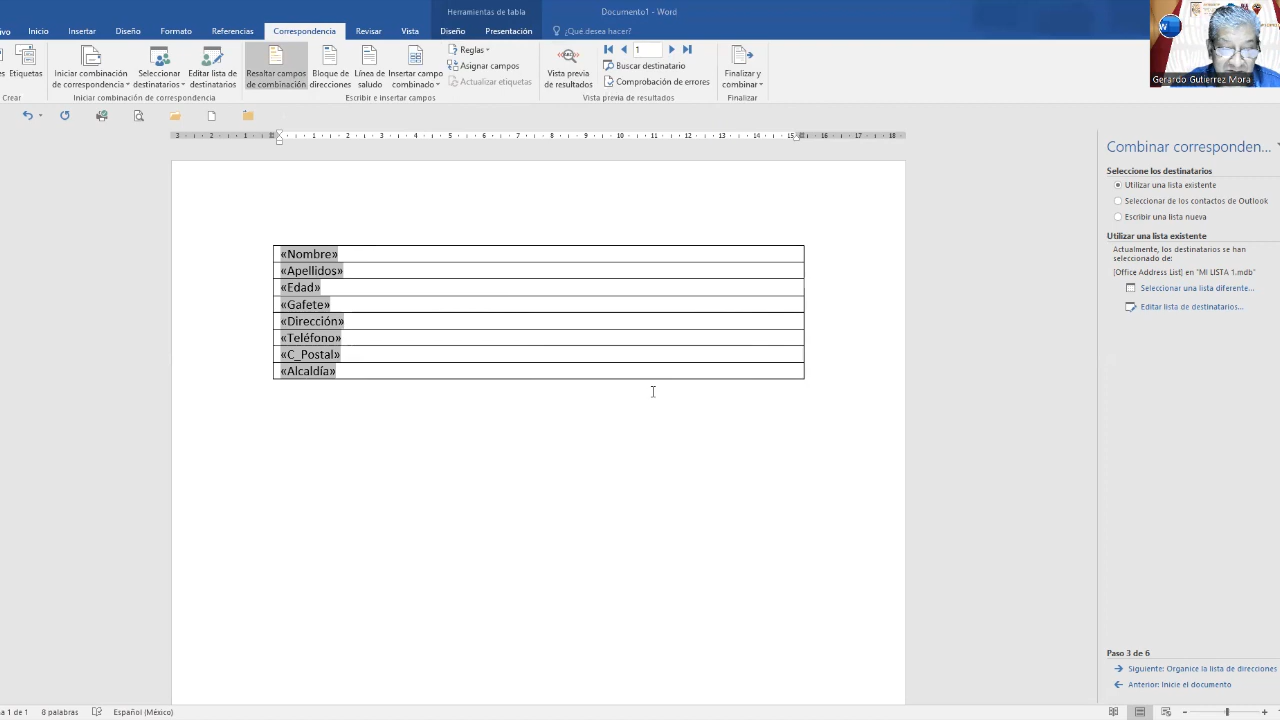 Herramientas de tabla
Documento1 - Word
Inicio
Insertar
Diseño
Formato
Referencias
Correspondencia
Revisar
Vista
Diseño
Presentación
¿Qué desea hacer?
Etiquetas
Iniciar combinación
de correspondencia
Seleccionar
destinatarios
Editar lista de
destinatarios
Resaltar campos
de combinación
Bloque de
direcciones
Línea de
saludo
Insertar campo
combinado
Reglas
Asignar campos
Actualizar etiquetas
ABC
Vista previa
de resultados
1
Buscar destinatario
Comprobación de errores
Finalizar y
combinar
Crear
Iniciar combinación de correspondencia
Escribir e insertar campos
Vista previa de resultados
Finalizar
Gerardo Gutierrez Mora
3 2 1 1 2 3 4 5 6 7 8 9 10 11 12 13 14 15 16 17 18
«Nombre»
«Apellidos»
«Edad»
«Gafete»
«Dirección»
«Teléfono»
«C_Postal»
«Alcaldía»
Combinar corresponden...
Seleccione los destinatarios
Utilizar una lista existente
Seleccionar de los contactos de Outlook
Escribir una lista nueva
Utilizar una lista existente
Actualmente, los destinatarios se han
seleccionado de:
[Office Address List] en "MI LISTA 1.mdb"
Seleccionar una lista diferente...
Editar lista de destinatarios...
Paso 3 de 6
Siguiente: Organice la lista de direcciones
Anterior: Inicie el documento
1 de 1
8 palabras
Español (México)